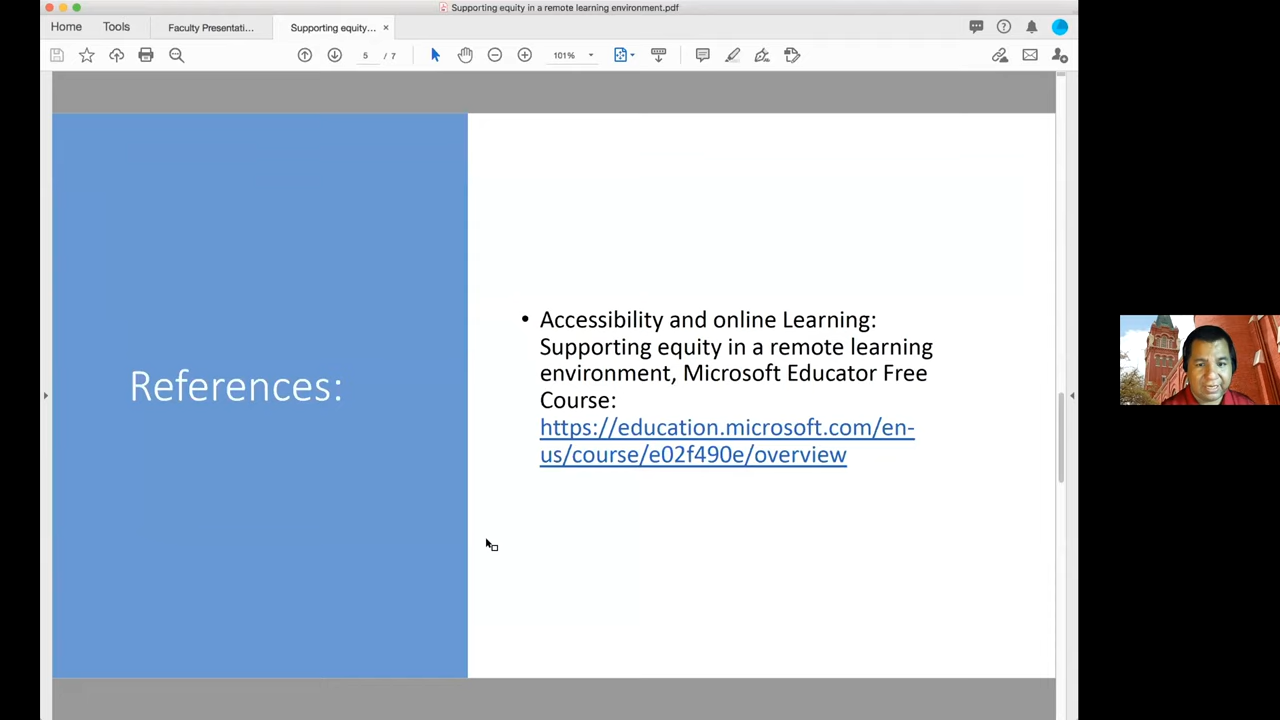 Supporting equity in a remote learning environment.pdf
Home
Tools
Faculty Presentati...
Supporting equity... ×
5 / 7
101%
References:
• Accessibility and online Learning:
Supporting equity in a remote learning
environment, Microsoft Educator Free
Course:
https://education.microsoft.com/en-
us/course/e02f490e/overview